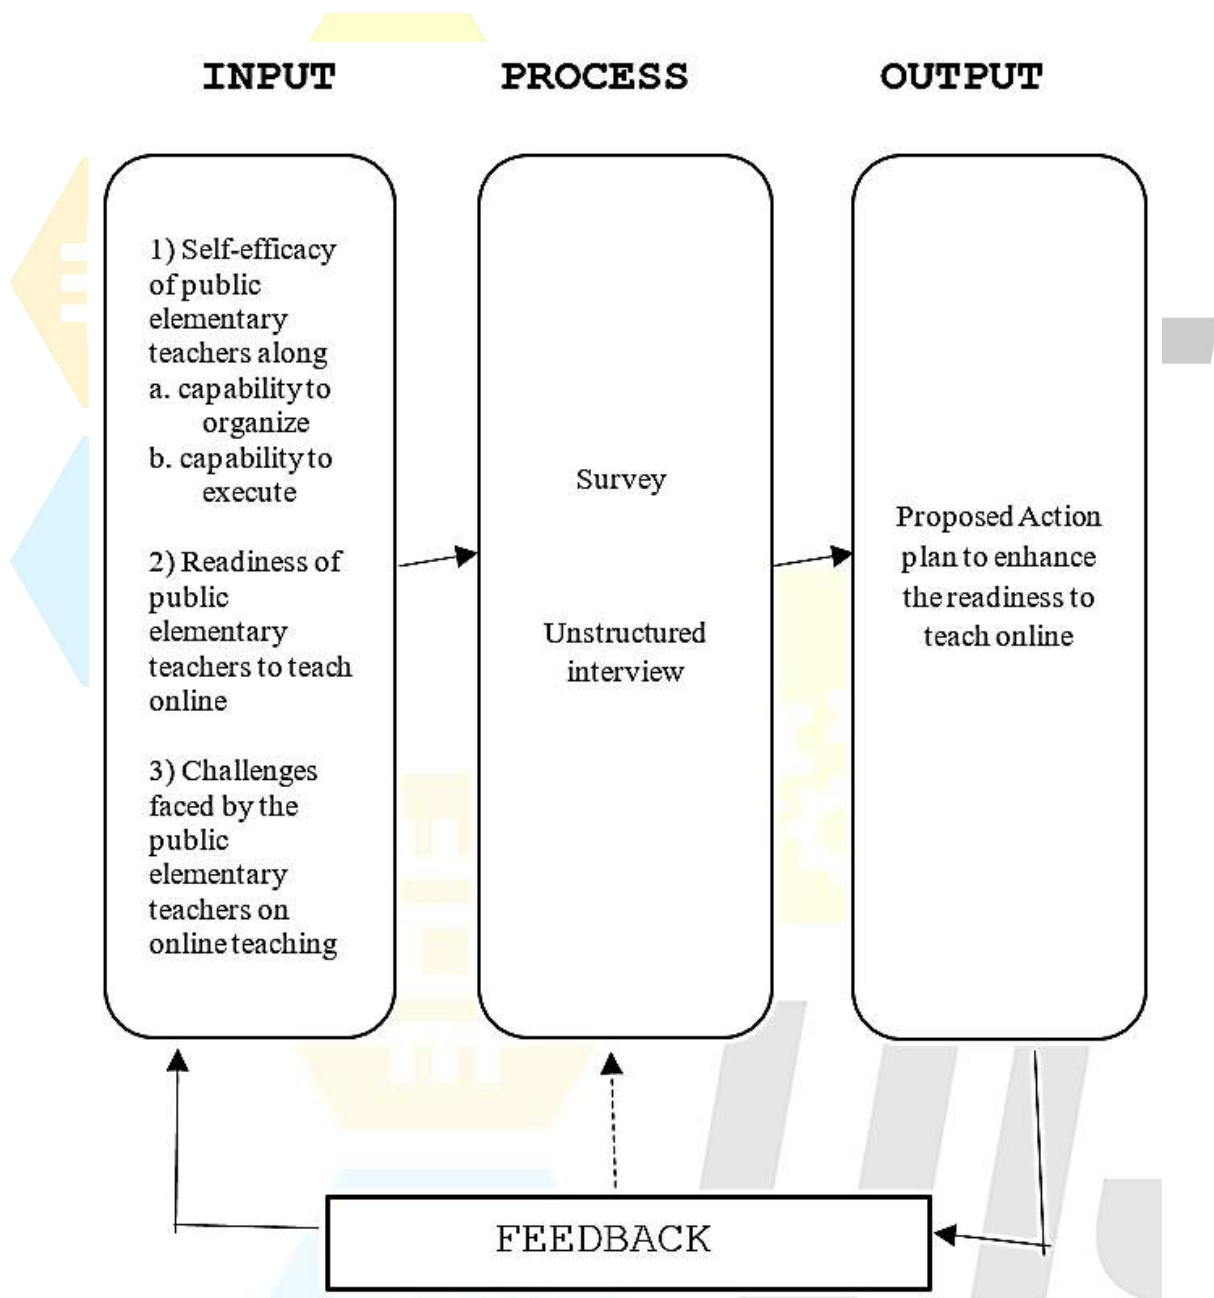 INPUT
PROCESS
OUTPUT
1) Self-efficacy
of public
elementary
teachers along
a. capability to
organize
b. capability to
execute
2) Readiness of
public
elementary
teachers to teach
online
3) Challenges
faced by the
public
elementary
teachers on
online teaching
Survey
Unstructured
interview
Proposed Action
plan to enhance
the readiness to
teach online
FEEDBACK